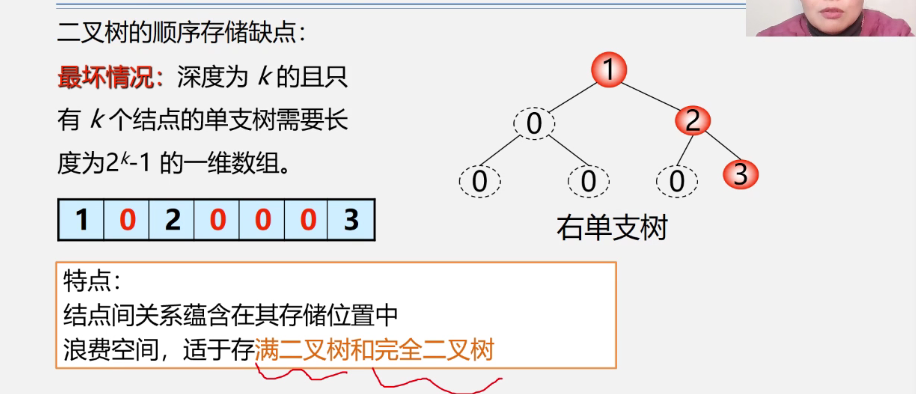 二叉树的顺序存储缺点：
最坏情况：深度为 k 的且只
有 k 个结点的单支树需要长
度为2ᵏ-1 的一维数组。
1 0 2 0 0 0 3
1
0 2
0 0 0 3
右单支树
特点：
结点间关系蕴含在其存储位置中
浪费空间，适于存满二叉树和完全二叉树